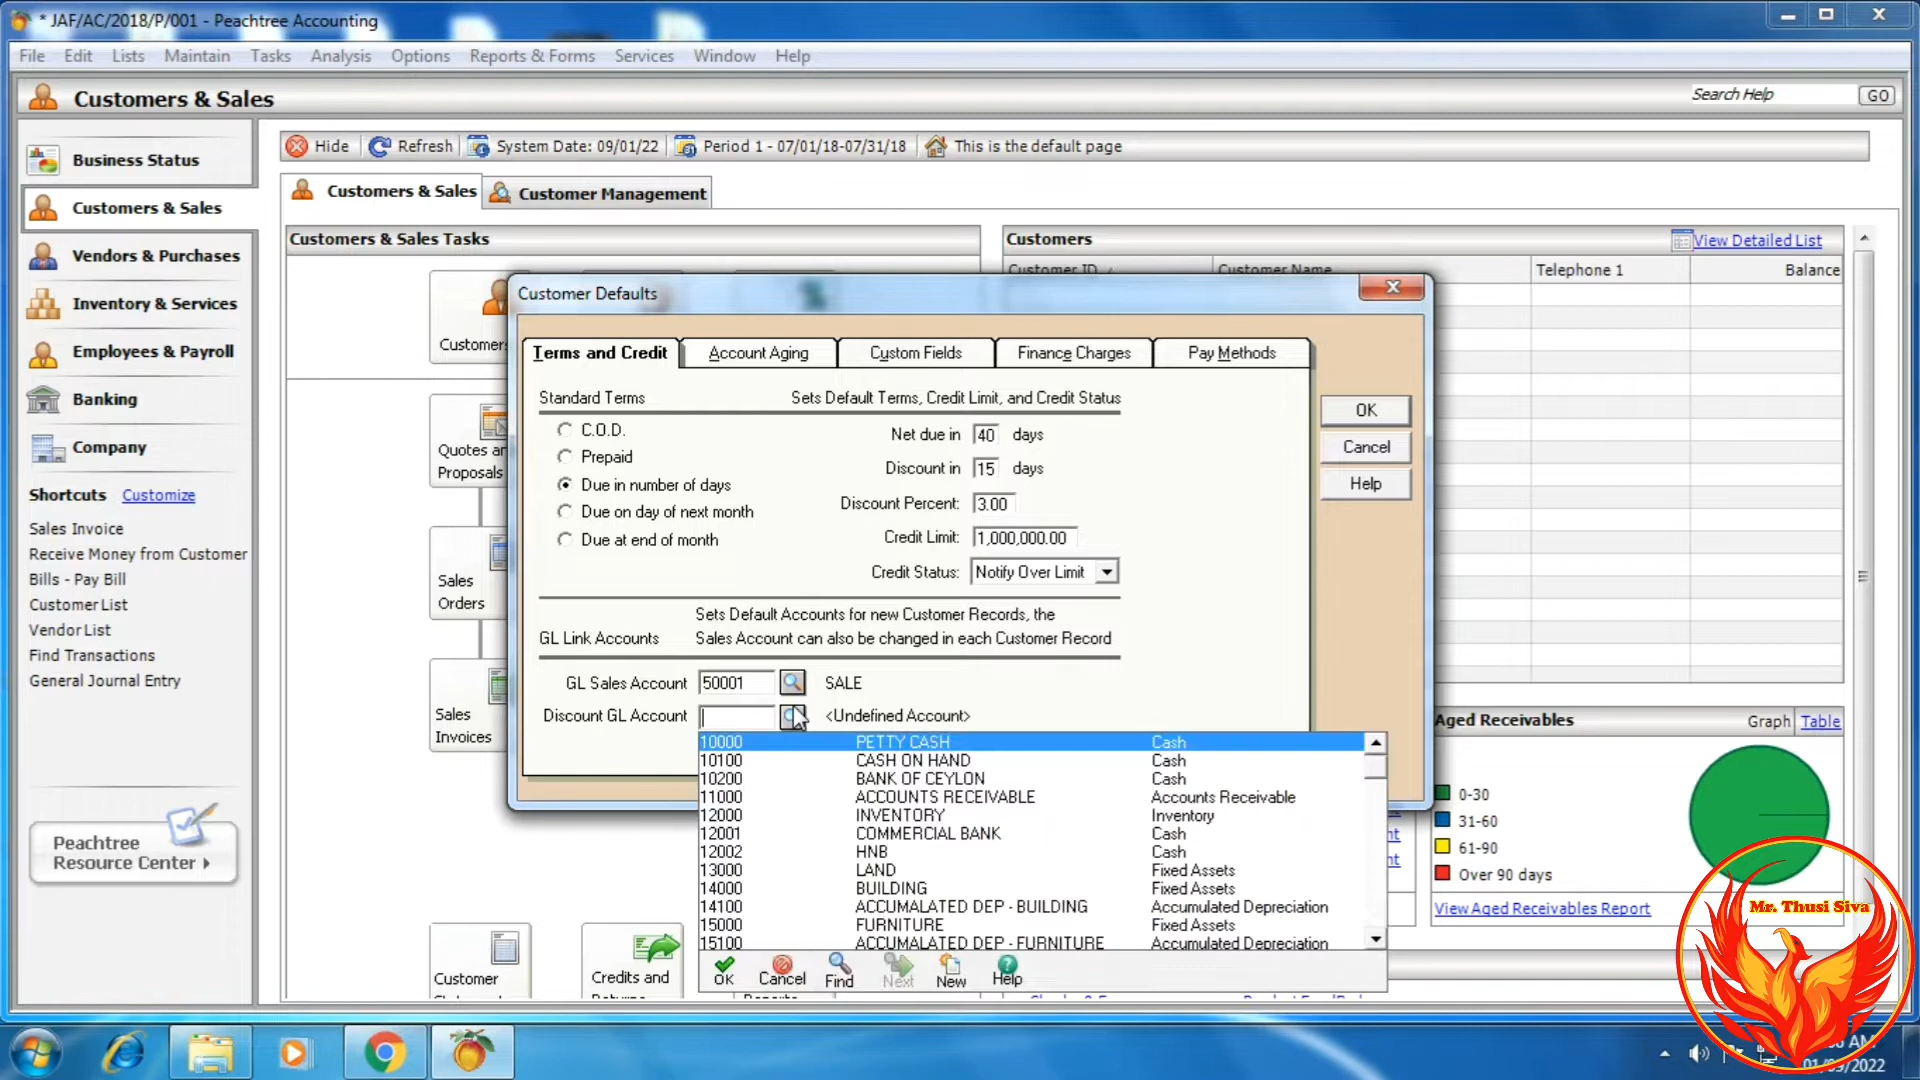 * JAF/AC/2018/P/001 - Peachtree Accounting
File Edit Lists Maintain Tasks Analysis Options Reports & Forms Services Window Help
Customers & Sales
Search Help GO
Business Status
Customers & Sales
Vendors & Purchases
Inventory & Services
Employees & Payroll
Banking
Company
Shortcuts Customize
Sales Invoice
Receive Money from Customer
Bills - Pay Bill
Customer List
Vendor List
Find Transactions
General Journal Entry
Peachtree
Resource Center
Hide Refresh System Date: 09/01/22 Period 1 - 07/01/18-07/31/18 This is the default page
Customers & Sales Customer Management
Customers & Sales Tasks
Customers View Detailed List
Customer ID Customer Name Telephone 1 Balance
Customers
Quotes an
Proposals
Sales
Orders
Sales
Invoices
Customer
Credits and
Customer Defaults
Terms and Credit Account Aging Custom Fields Finance Charges Pay Methods
Standard Terms Sets Default Terms, Credit Limit, and Credit Status
C.O.D.
Prepaid
Due in number of days
Due on day of next month
Due at end of month
Net due in 40 days
Discount in 15 days
Discount Percent: 3.00
Credit Limit: 1,000,000.00
Credit Status: Notify Over Limit
Sets Default Accounts for new Customer Records, the
GL Link Accounts Sales Account can also be changed in each Customer Record
GL Sales Account 50001 SALE
Discount GL Account <Undefined Account>
OK
Cancel
Help
10000 PETTY CASH Cash
10100 CASH ON HAND Cash
10200 BANK OF CEYLON Cash
11000 ACCOUNTS RECEIVABLE Accounts Receivable
12000 INVENTORY Inventory
12001 COMMERCIAL BANK Cash
12002 HNB Cash
13000 LAND Fixed Assets
14000 BUILDING Fixed Assets
14100 ACCUMALATED DEP - BUILDING Accumulated Depreciation
15000 FURNITURE Fixed Assets
15100 ACCUMALATED DEP - FURNITURE Accumulated Depreciation
OK Cancel Find Next New Help
Aged Receivables Graph Table
0-30
31-60
61-90
Over 90 days
View Aged Receivables Report
Mr. Thusi Siva
AM
01/09/2022